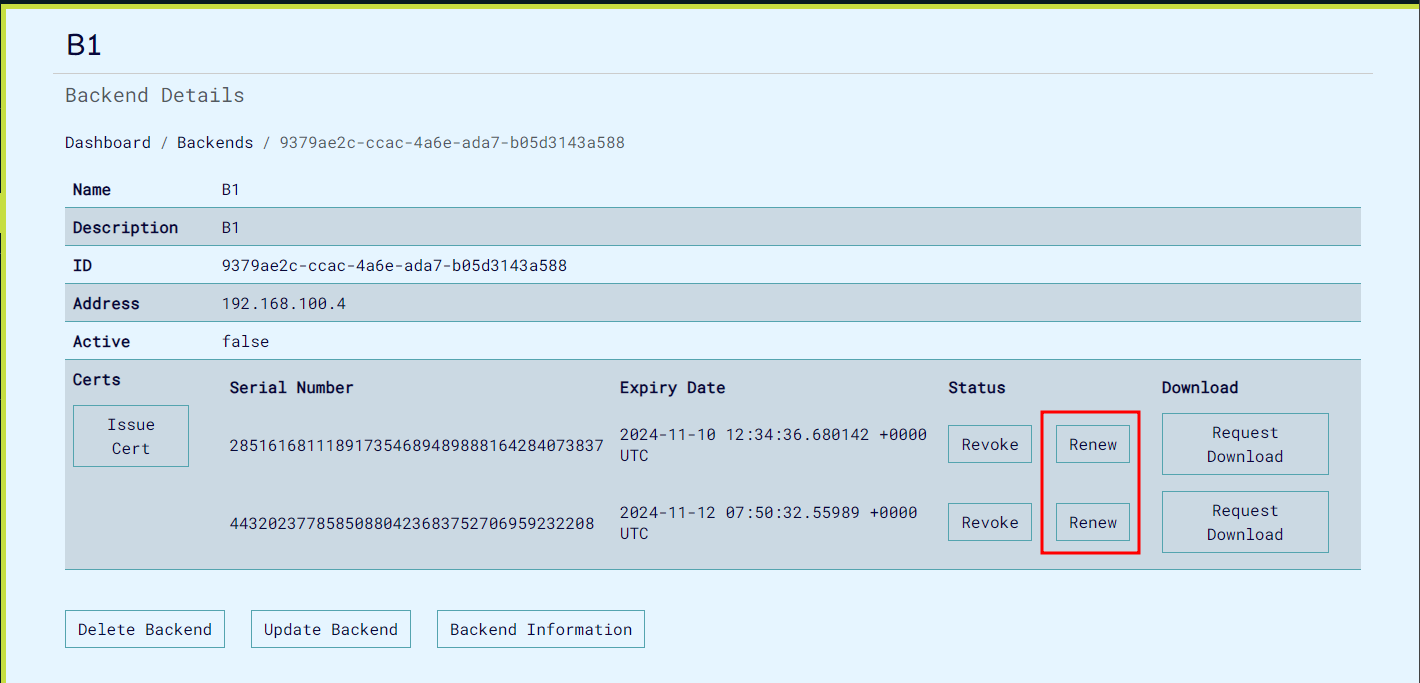 B1
Backend Details
Dashboard / Backends / 9379ae2c-ccac-4a6e-ada7-b05d3143a588
Name B1
Description B1
ID 9379ae2c-ccac-4a6e-ada7-b05d3143a588
Address 192.168.100.4
Active false
Certs Serial Number Expiry Date Status Download
Issue
Cert
285161681118917354689489888164284073837 2024-11-10 12:34:36.680142 +0000
UTC
Revoke Renew Request
Download
44320237785850880423683752706959232208 2024-11-12 07:50:32.55989 +0000
UTC
Revoke Renew Request
Download
Delete Backend Update Backend Backend Information